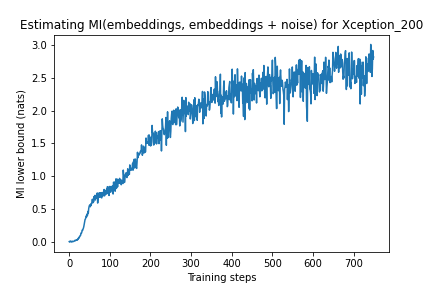 Estimating MI(embeddings, embeddings + noise) for Xception_200
MI lower bound (nats)
3.0
2.5
2.0
1.5
1.0
0.5
0.0
0 100 200 300 400 500 600 700
Training steps